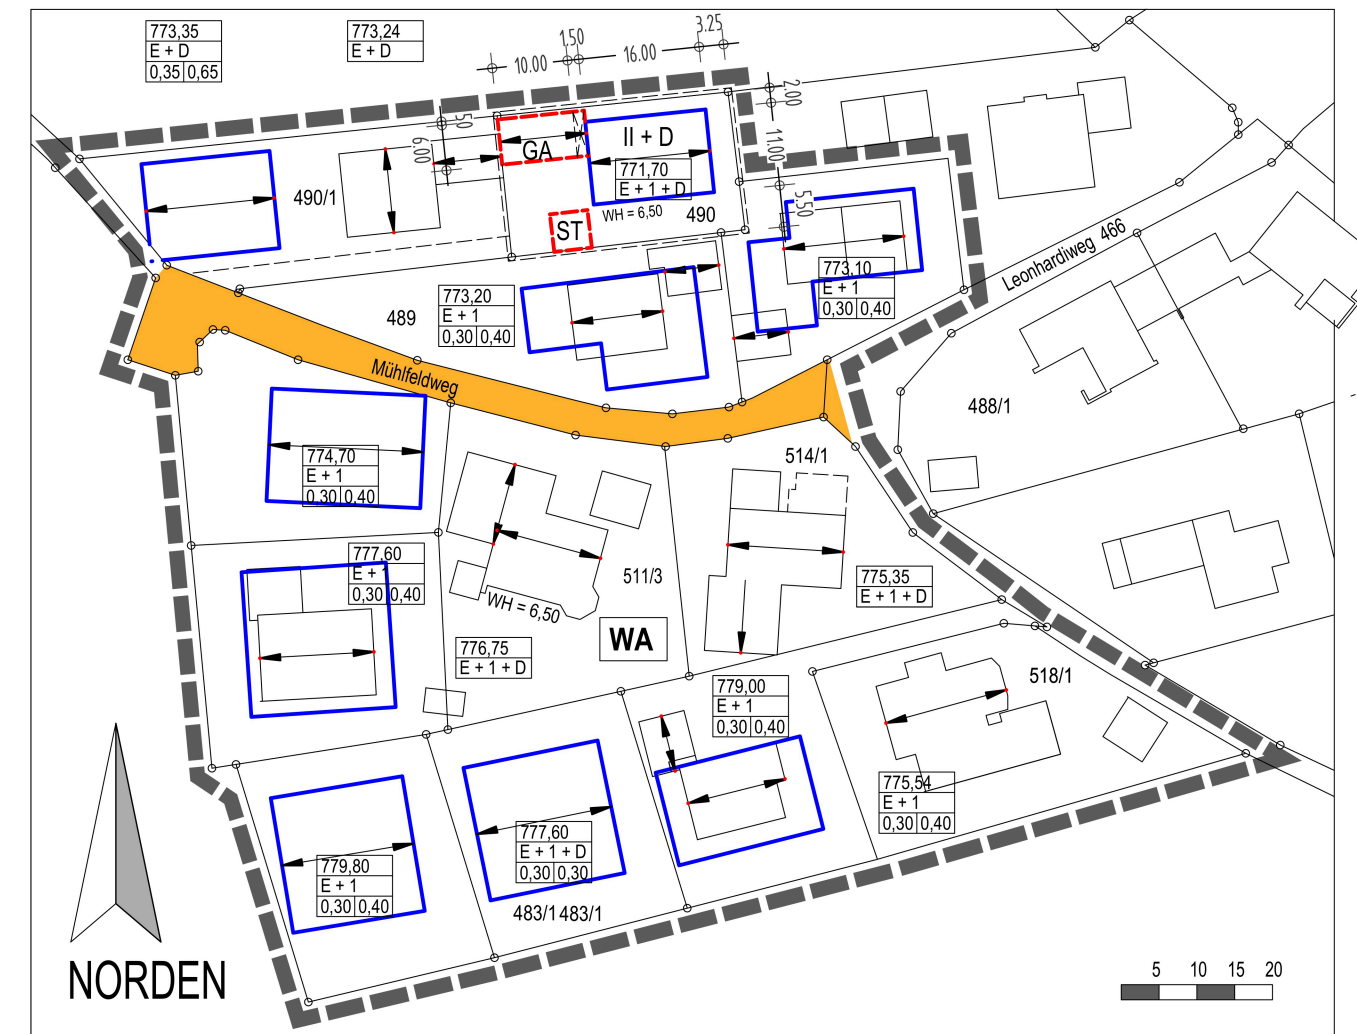 773,35
E + D
0,35 0,65
773,24
E + D
10.00
1.50
16.00
3.25
2.00
11.00
5.50
50
6.00
GA
II + D
771,70
E + 1 + D
WH = 6,50
490
ST
490/1
773,10
E + 1
0,30 0,40
Leonhardiweg 466
773,20
E + 1
0,30 0,40
489
Mühlfeldweg
488/1
774,70
E + 1
0,30 0,40
514/1
777,60
E + 1
0,30 0,40
511/3
WH = 6,50
775,35
E + 1 + D
WA
776,75
E + 1 + D
518/1
779,00
E + 1
0,30 0,40
775,54
E + 1
0,30 0,40
777,60
E + 1 + D
0,30 0,30
779,80
E + 1
0,30 0,40
483/1 483/1
NORDEN
5 10 15 20